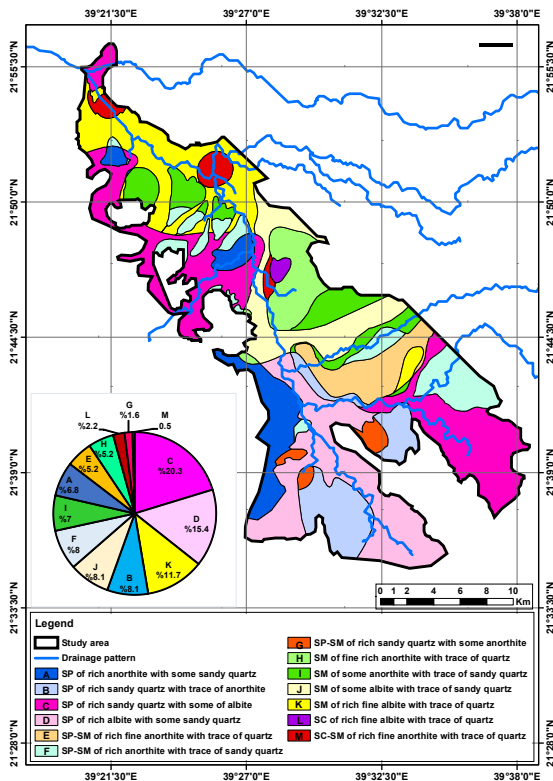 39°21'30"E 39°27'0"E 39°32'30"E 39°38'0"E
21°55'30"N 21°55'30"N
21°50'0"N 21°50'0"N
21°44'30"N 21°44'30"N
21°39'0"N 21°39'0"N
21°33'30"N 21°33'30"N
21°28'0"N 21°28'0"N
G
%1.6
L
%2.2
M
0.5
H
%5.2
E
%5.2
A
%6.8
I
%7
F
%8
J
%8.1
B
%8.1
K
%11.7
D
%15.4
C
%20.3
0 1 2 4 6 8 10
Km
Legend
Study area
Drainage pattern
A SP of rich anorthite with some sandy quartz
B SP of rich sandy quartz with trace of anorthite
C SP of rich sandy quartz with some of albite
D SP of rich albite with some sandy quartz
E SP-SM of rich fine anorthite with trace of quartz
F SP-SM of rich anorthite with trace of sandy quartz
G SP-SM of rich sandy quartz with some anorthite
H SM of fine rich anorthite with trace of quartz
I SM of some anorthite with trace of sandy quartz
J SM of some albite with trace of sandy quartz
K SM of rich fine albite with trace of quartz
L SC of rich fine albite with trace of quartz
M SC-SM of rich fine albite with trace of quartz
39°21'30"E 39°27'0"E 39°32'30"E 39°38'0"E